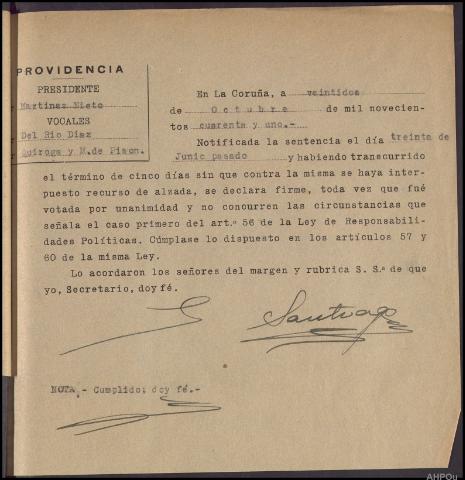 PROVIDENCIA
PRESIDENTE
Martinez Nieto
VOCALES
Del Rio Diaz
Quiroga y M. de Pison.
En La Coruña, a veintidos
de Octubre de mil novecien-
tos cuarenta y uno.-
Notificada la sentencia el día treinta de
Junio pasado y habiendo transcurrido
el término de cinco días sin que contra la misma se haya inter-
puesto recurso de alzada, se declara firme, toda vez que fué
votada por unanimidad y no concurren las circunstancias que
señala el caso primero del art.º 56 de la Ley de Responsabili-
dades Políticas. Cúmplase lo dispuesto en los artículos 57 y
60 de la misma Ley.
Lo acordaron los señores del margen y rubrica S. S.ª de que
yo, Secretario, doy fé.
Santiago
NOTA.- Cumplido; doy fé.-
AHPOu